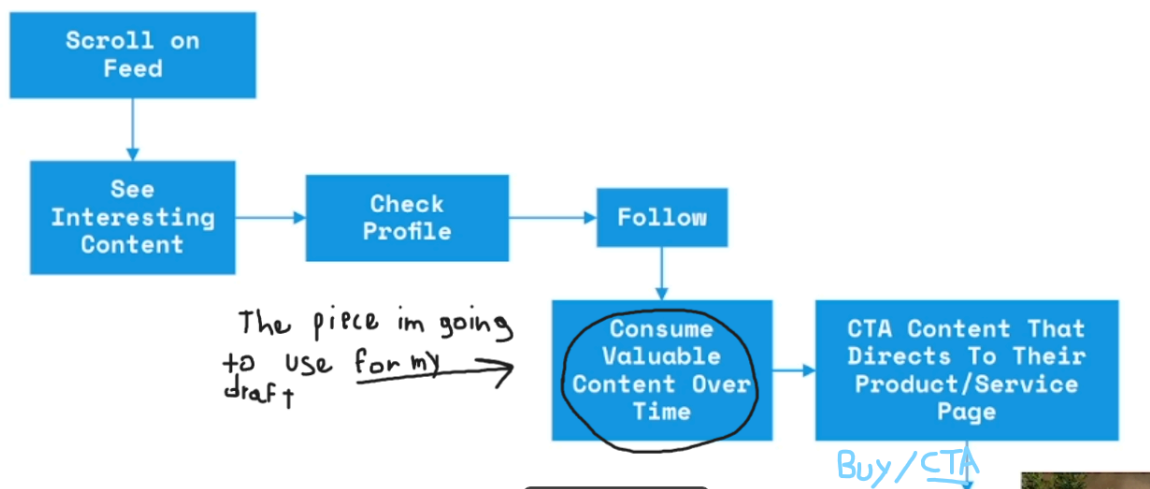 Scroll on
Feed
See
Interesting
Content
Check
Profile
Follow
The piece im going
to use for my
draft
Consume
Valuable
Content Over
Time
CTA Content That
Directs To Their
Product/Service
Page
Buy/CTA